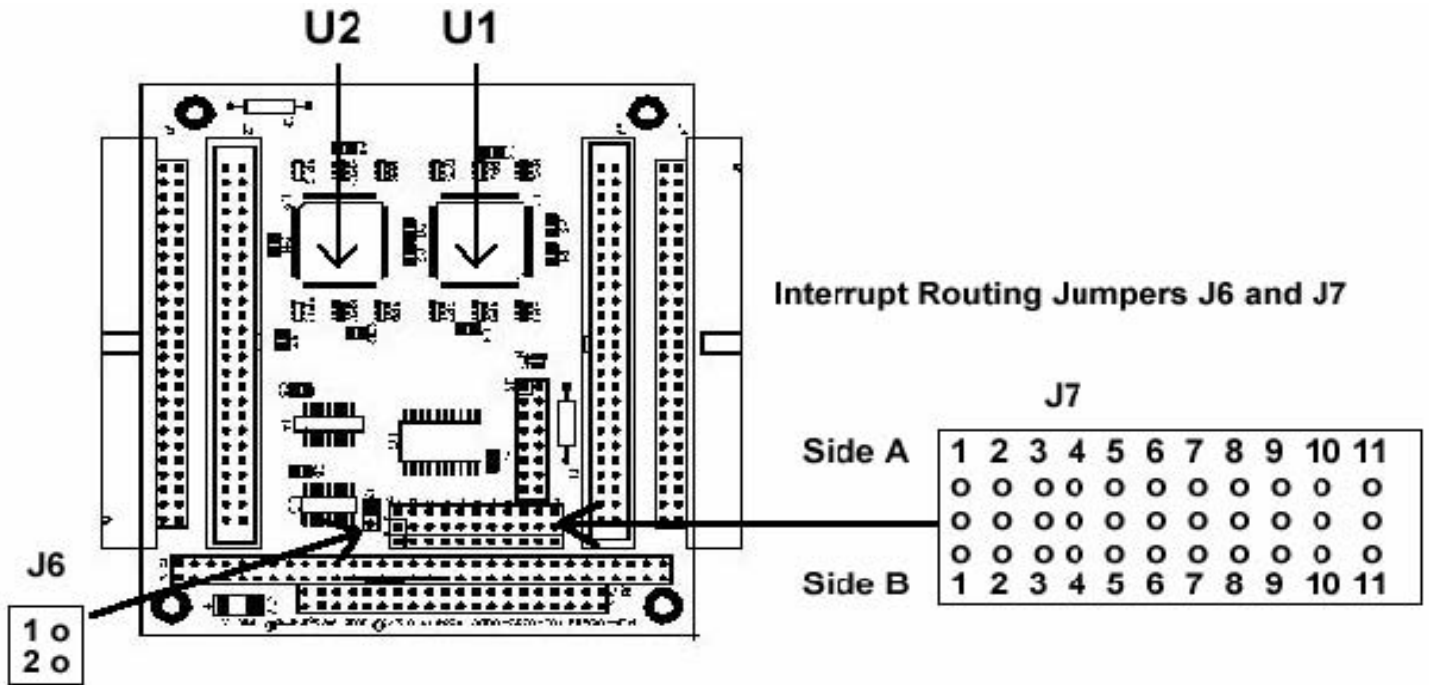 U2 U1
Interrupt Routing Jumpers J6 and J7
J7
Side A 1 2 3 4 5 6 7 8 9 10 11
o o o o o o o o o o o
o o o o o o o o o o o
o o o o o o o o o o o
Side B 1 2 3 4 5 6 7 8 9 10 11
J6
1 o
2 o